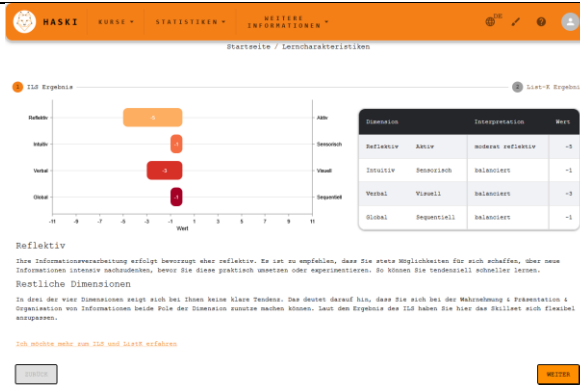 HASKI KURSE STATISTIKEN WEITERE INFORMATIONEN DE
Startseite / Lerncharakteristiken
1 ILS Ergebnis
2 List-K Ergebni
Reflektiv -5 Aktiv
Intuitiv -1 Sensorisch
Verbal -3 Visuell
Global -1 Sequentiell
-11 -9 -7 -5 -3 -1 1 3 5 7 9 11
Wert
Dimension Interpretation Wert
Reflektiv Aktiv moderat reflektiv -5
Intuitiv Sensorisch balanciert -1
Verbal Visuell balanciert -3
Global Sequentiell balanciert -1
Reflektiv
Ihre Informationsverarbeitung erfolgt bevorzugt eher reflektiv. Es ist zu empfehlen, dass Sie stets Möglichkeiten für sich schaffen, über neue
Informationen intensiv nachzudenken, bevor Sie diese praktisch umsetzen oder experimentieren. So können Sie tendenziell schneller lernen.
Restliche Dimensionen
In drei der vier Dimensionen zeigt sich bei Ihnen keine klare Tendenz. Das deutet darauf hin, dass Sie sich bei der Wahrnehmung & Präsentation &
Organisation von Informationen beide Pole der Dimension zunutze machen können. Laut dem Ergebnis des ILS haben Sie hier das Skillset sich flexibel
anzupassen.
Ich möchte mehr zum ILS und ListK erfahren
ZURÜCK
WEITER